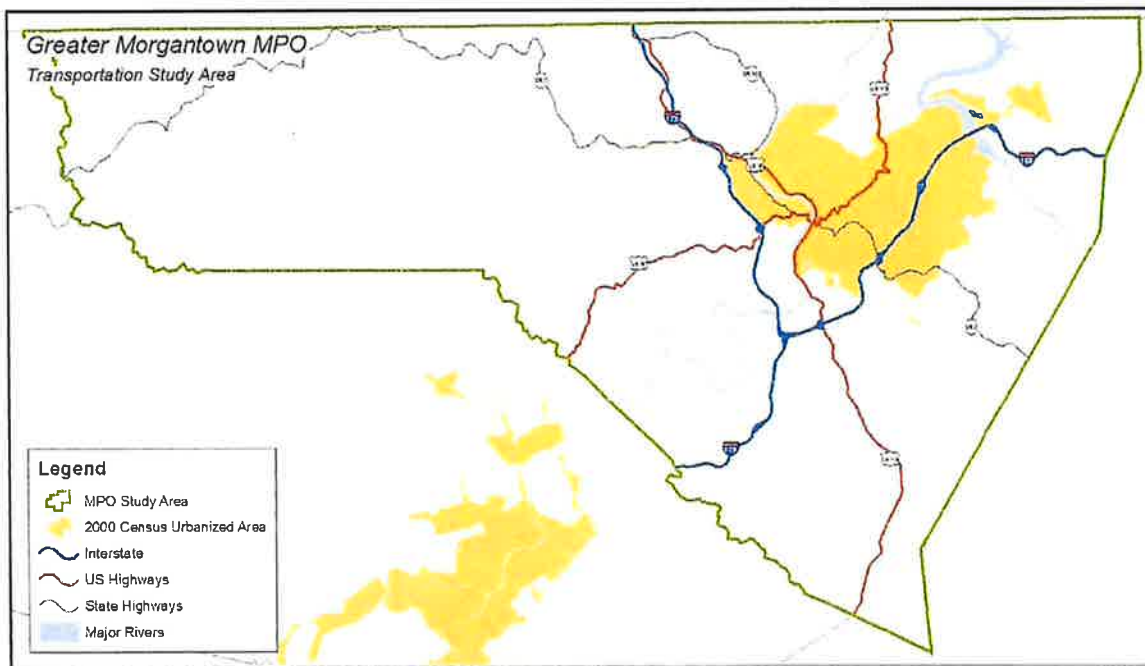 Greater Morgantown MPO
Transportation Study Area
Legend
MPO Study Area
2000 Census Urbanized Area
Interstate
US Highways
State Highways
Major Rivers